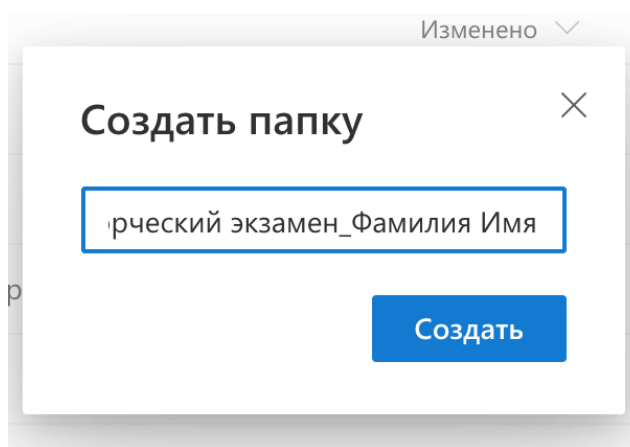 Изменено
Создать папку
рческий экзамен_Фамилия Имя
Создать